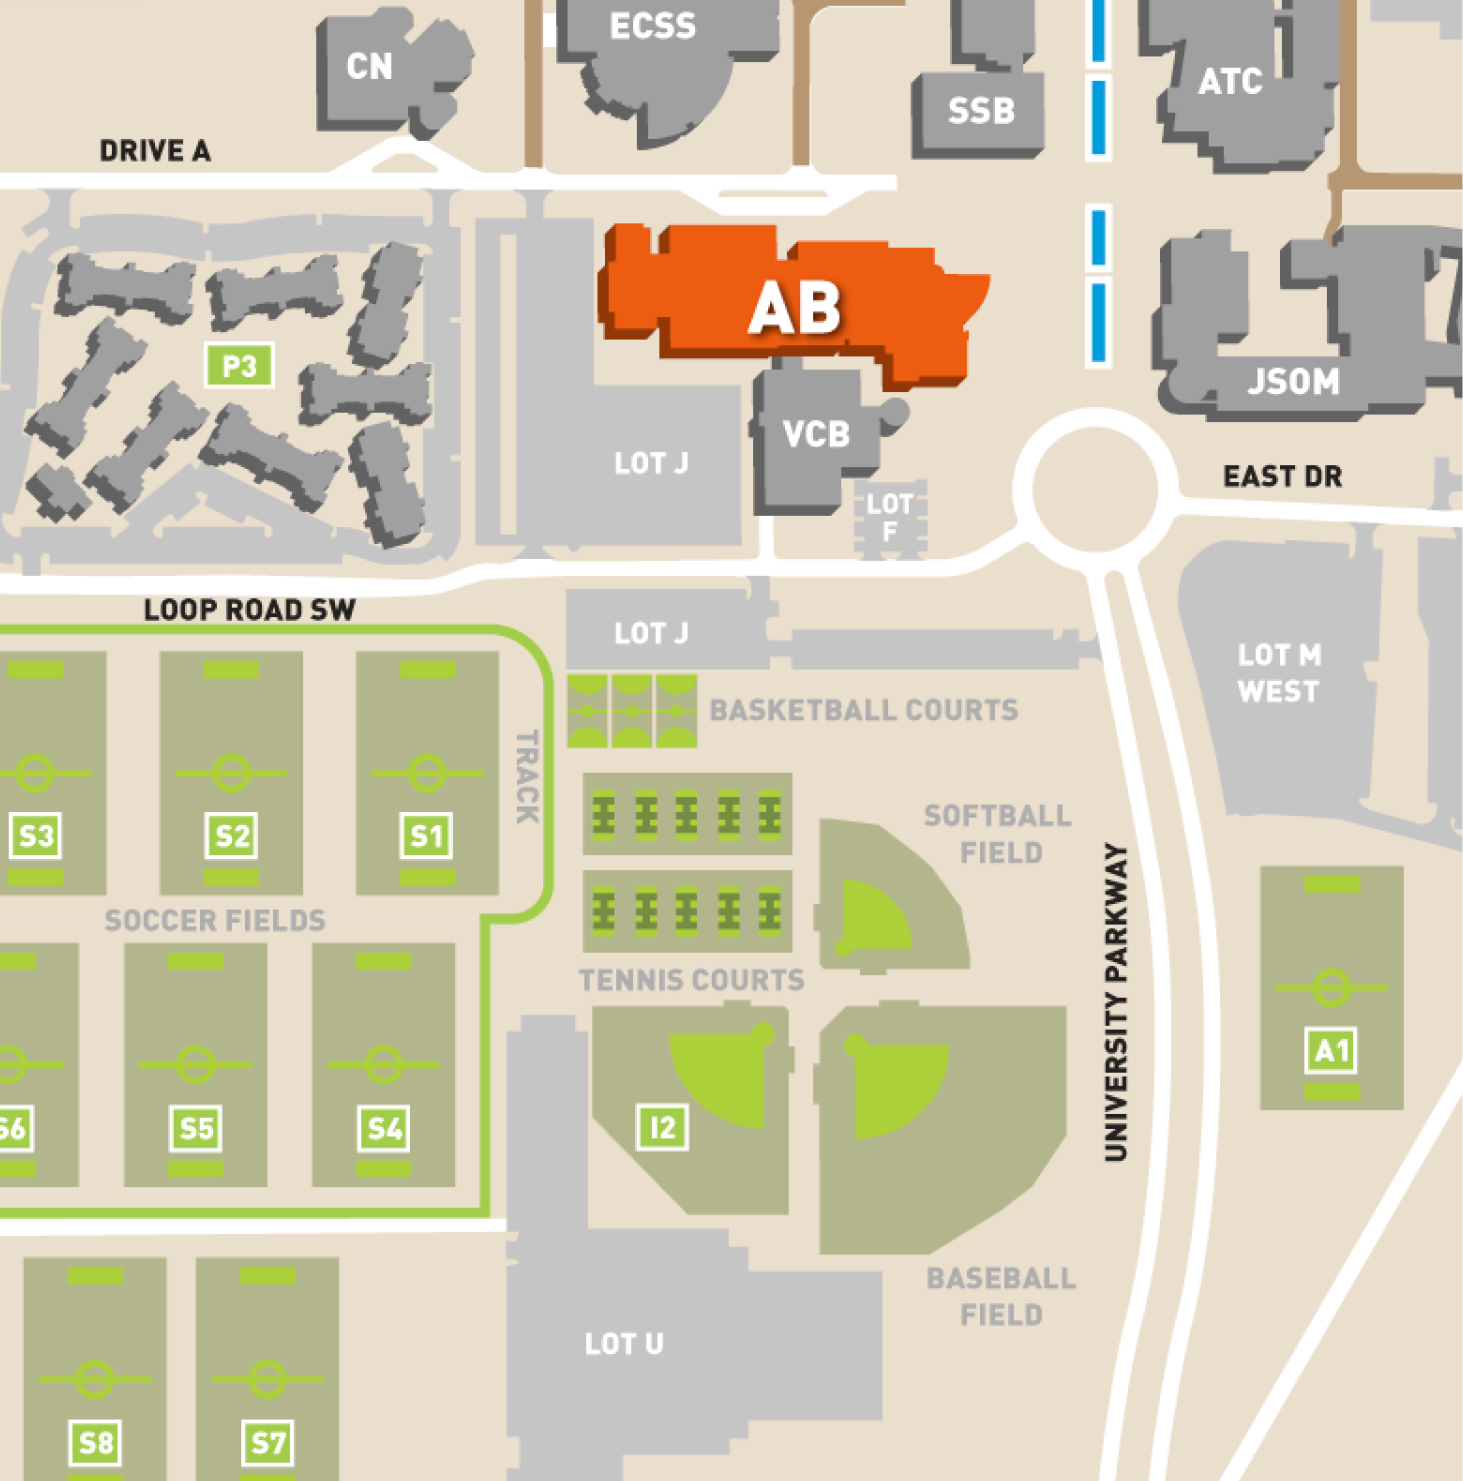 ECSS
CN
ATC
SSB
DRIVE A
AB
P3
JSOM
VCB
LOT J
EAST DR
LOT
F
LOOP ROAD SW
LOT J
LOT M
WEST
BASKETBALL COURTS
TRACK
SOFTBALL
FIELD
S3
S2
S1
SOCCER FIELDS
TENNIS COURTS
UNIVERSITY PARKWAY
A1
S6
S5
S4
I2
BASEBALL
FIELD
LOT U
S8
S7